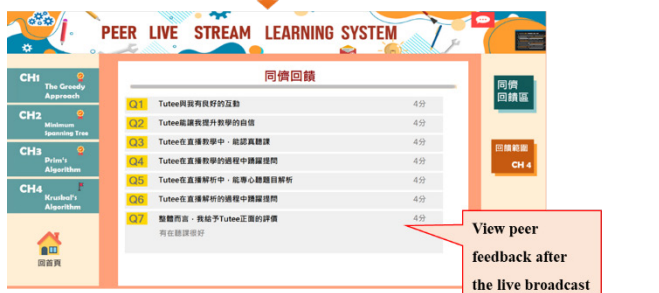 PEER LIVE STREAM LEARNING SYSTEM
CH1
The Greedy
Approach
CH2
Minimum
Spanning Tree
CH3
Prim's
Algorithm
CH4
Kruskal's
Algorithm
回首頁
同儕回饋
Q1 Tutee與我有良好的互動 4分
Q2 Tutee能讓我提升教學的自信 4分
Q3 Tutee在直播教學中，能認真聽課 4分
Q4 Tutee在直播教學的過程中踴躍提問 4分
Q5 Tutee在直播解析中，能專心聽題目解析 4分
Q6 Tutee在直播解析的過程中踴躍提問 4分
Q7 整體而言，我給予Tutee正面的評價 4分
有在聽課很好
同儕
回饋區
回饋範圍
CH 4
View peer
feedback after
the live broadcast